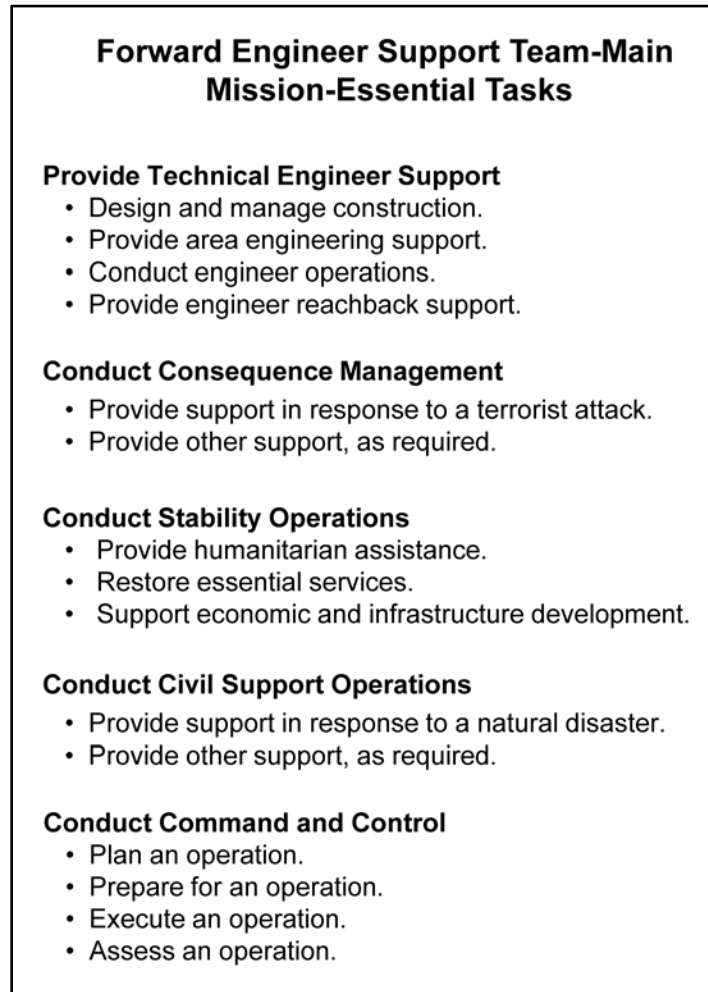 Forward Engineer Support Team-Main
Mission-Essential Tasks
Provide Technical Engineer Support
• Design and manage construction.
• Provide area engineering support.
• Conduct engineer operations.
• Provide engineer reachback support.
Conduct Consequence Management
• Provide support in response to a terrorist attack.
• Provide other support, as required.
Conduct Stability Operations
• Provide humanitarian assistance.
• Restore essential services.
• Support economic and infrastructure development.
Conduct Civil Support Operations
• Provide support in response to a natural disaster.
• Provide other support, as required.
Conduct Command and Control
• Plan an operation.
• Prepare for an operation.
• Execute an operation.
• Assess an operation.